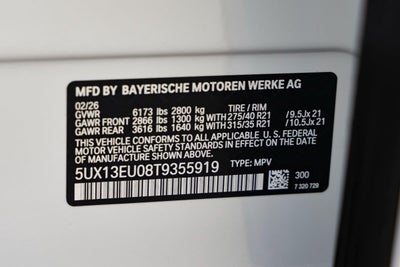 MFD BY BAYERISCHE MOTOREN WERKE AG
02/26
GVWR 6173 lbs 2800 kg TIRE / RIM
GAWR FRONT 2866 lbs 1300 kg WITH 275/40 R21 / 9.5Jx 21
GAWR REAR 3616 lbs 1640 kg WITH 315/35 R21 / 10.5Jx 21
THIS VEHICLE CONFORMS TO ALL APPLICABLE U.S. FEDERAL
MOTOR VEHICLE SAFETY STANDARDS IN EFFECT ON THE DATE OF
MANUFACTURE SHOWN ABOVE.
5UX13EU08T9355919 TYPE: MPV
300
7 320 729